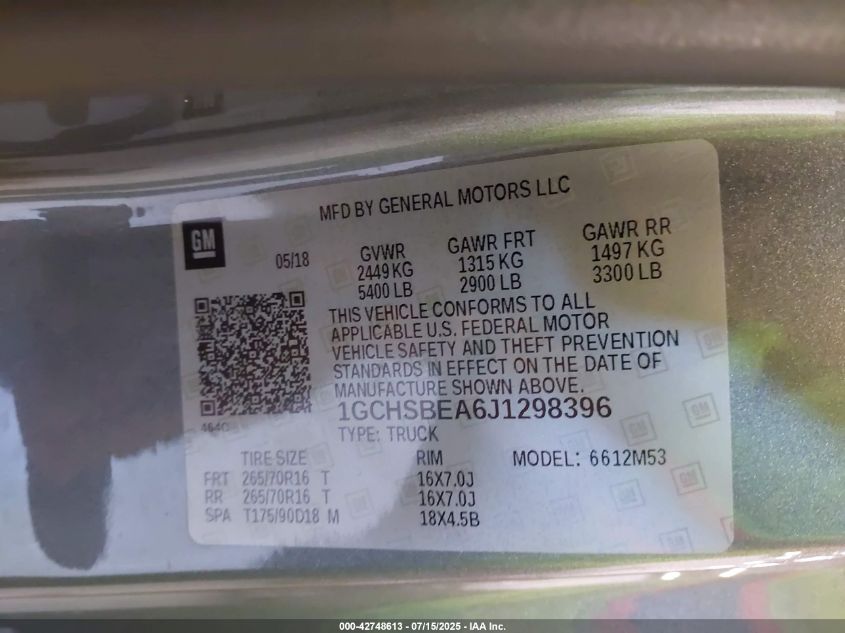 MFD BY GENERAL MOTORS LLC
GM
05/18
GVWR GAWR FRT GAWR RR
2449 KG 1315 KG 1497 KG
5400 LB 2900 LB 3300 LB
THIS VEHICLE CONFORMS TO ALL
APPLICABLE U.S. FEDERAL MOTOR
VEHICLE SAFETY AND THEFT PREVENTION
STANDARDS IN EFFECT ON THE DATE OF
MANUFACTURE SHOWN ABOVE.
1GCHSBEA6J1298396
TYPE: TRUCK
TIRE SIZE RIM MODEL: 6612M53
FRT 265/70R16 T 16X7.0J
RR 265/70R16 T 16X7.0J
SPA T175/90D18 M 18X4.5B
000-42748613 - 07/15/2025 - IAA Inc.